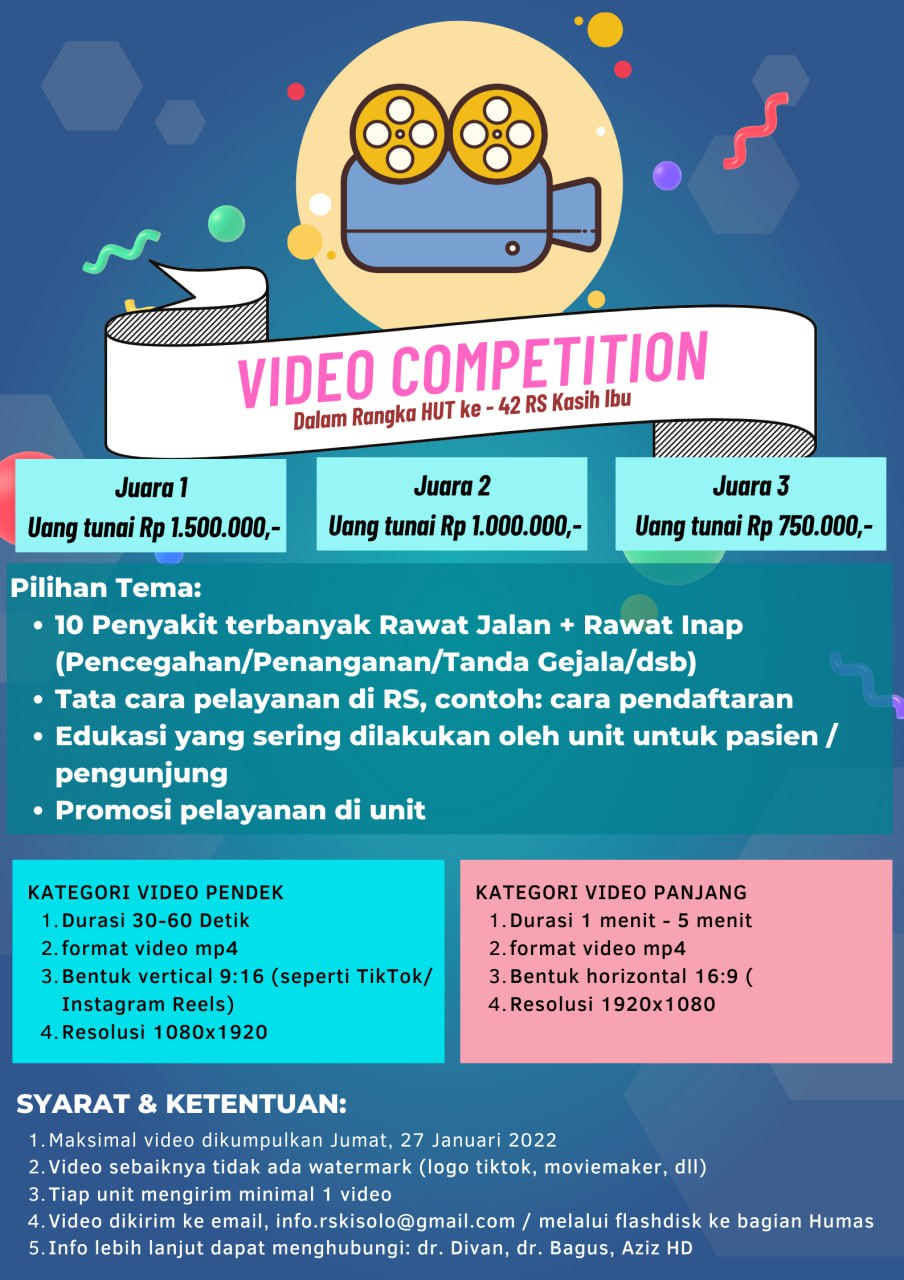 VIDEO COMPETITION
Dalam Rangka HUT ke - 42 RS Kasih Ibu
Juara 1
Uang tunai Rp 1.500.000,-
Juara 2
Uang tunai Rp 1.000.000,-
Juara 3
Uang tunai Rp 750.000,-
Pilihan Tema:
• 10 Penyakit terbanyak Rawat Jalan + Rawat Inap
(Pencegahan/Penanganan/Tanda Gejala/dsb)
• Tata cara pelayanan di RS, contoh: cara pendaftaran
• Edukasi yang sering dilakukan oleh unit untuk pasien /
pengunjung
• Promosi pelayanan di unit
KATEGORI VIDEO PENDEK
1. Durasi 30-60 Detik
2. format video mp4
3. Bentuk vertical 9:16 (seperti TikTok/
Instagram Reels)
4. Resolusi 1080x1920
KATEGORI VIDEO PANJANG
1. Durasi 1 menit - 5 menit
2. format video mp4
3. Bentuk horizontal 16:9 (
4. Resolusi 1920x1080
SYARAT & KETENTUAN:
1. Maksimal video dikumpulkan Jumat, 27 Januari 2022
2. Video sebaiknya tidak ada watermark (logo tiktok, moviemaker, dll)
3. Tiap unit mengirim minimal 1 video
4. Video dikirim ke email, info.rskisolo@gmail.com / melalui flashdisk ke bagian Humas
5. Info lebih lanjut dapat menghubungi: dr. Divan, dr. Bagus, Aziz HD